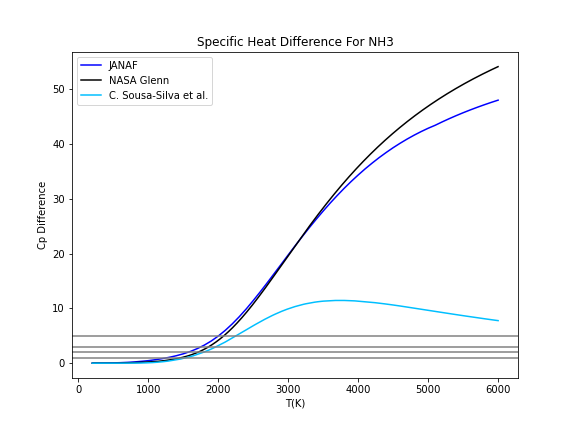 Specific Heat Difference For NH3
JANAF
NASA Glenn
C. Sousa-Silva et al.
50
40
30
20
10
0
Cp Difference
0 1000 2000 3000 4000 5000 6000
T(K)